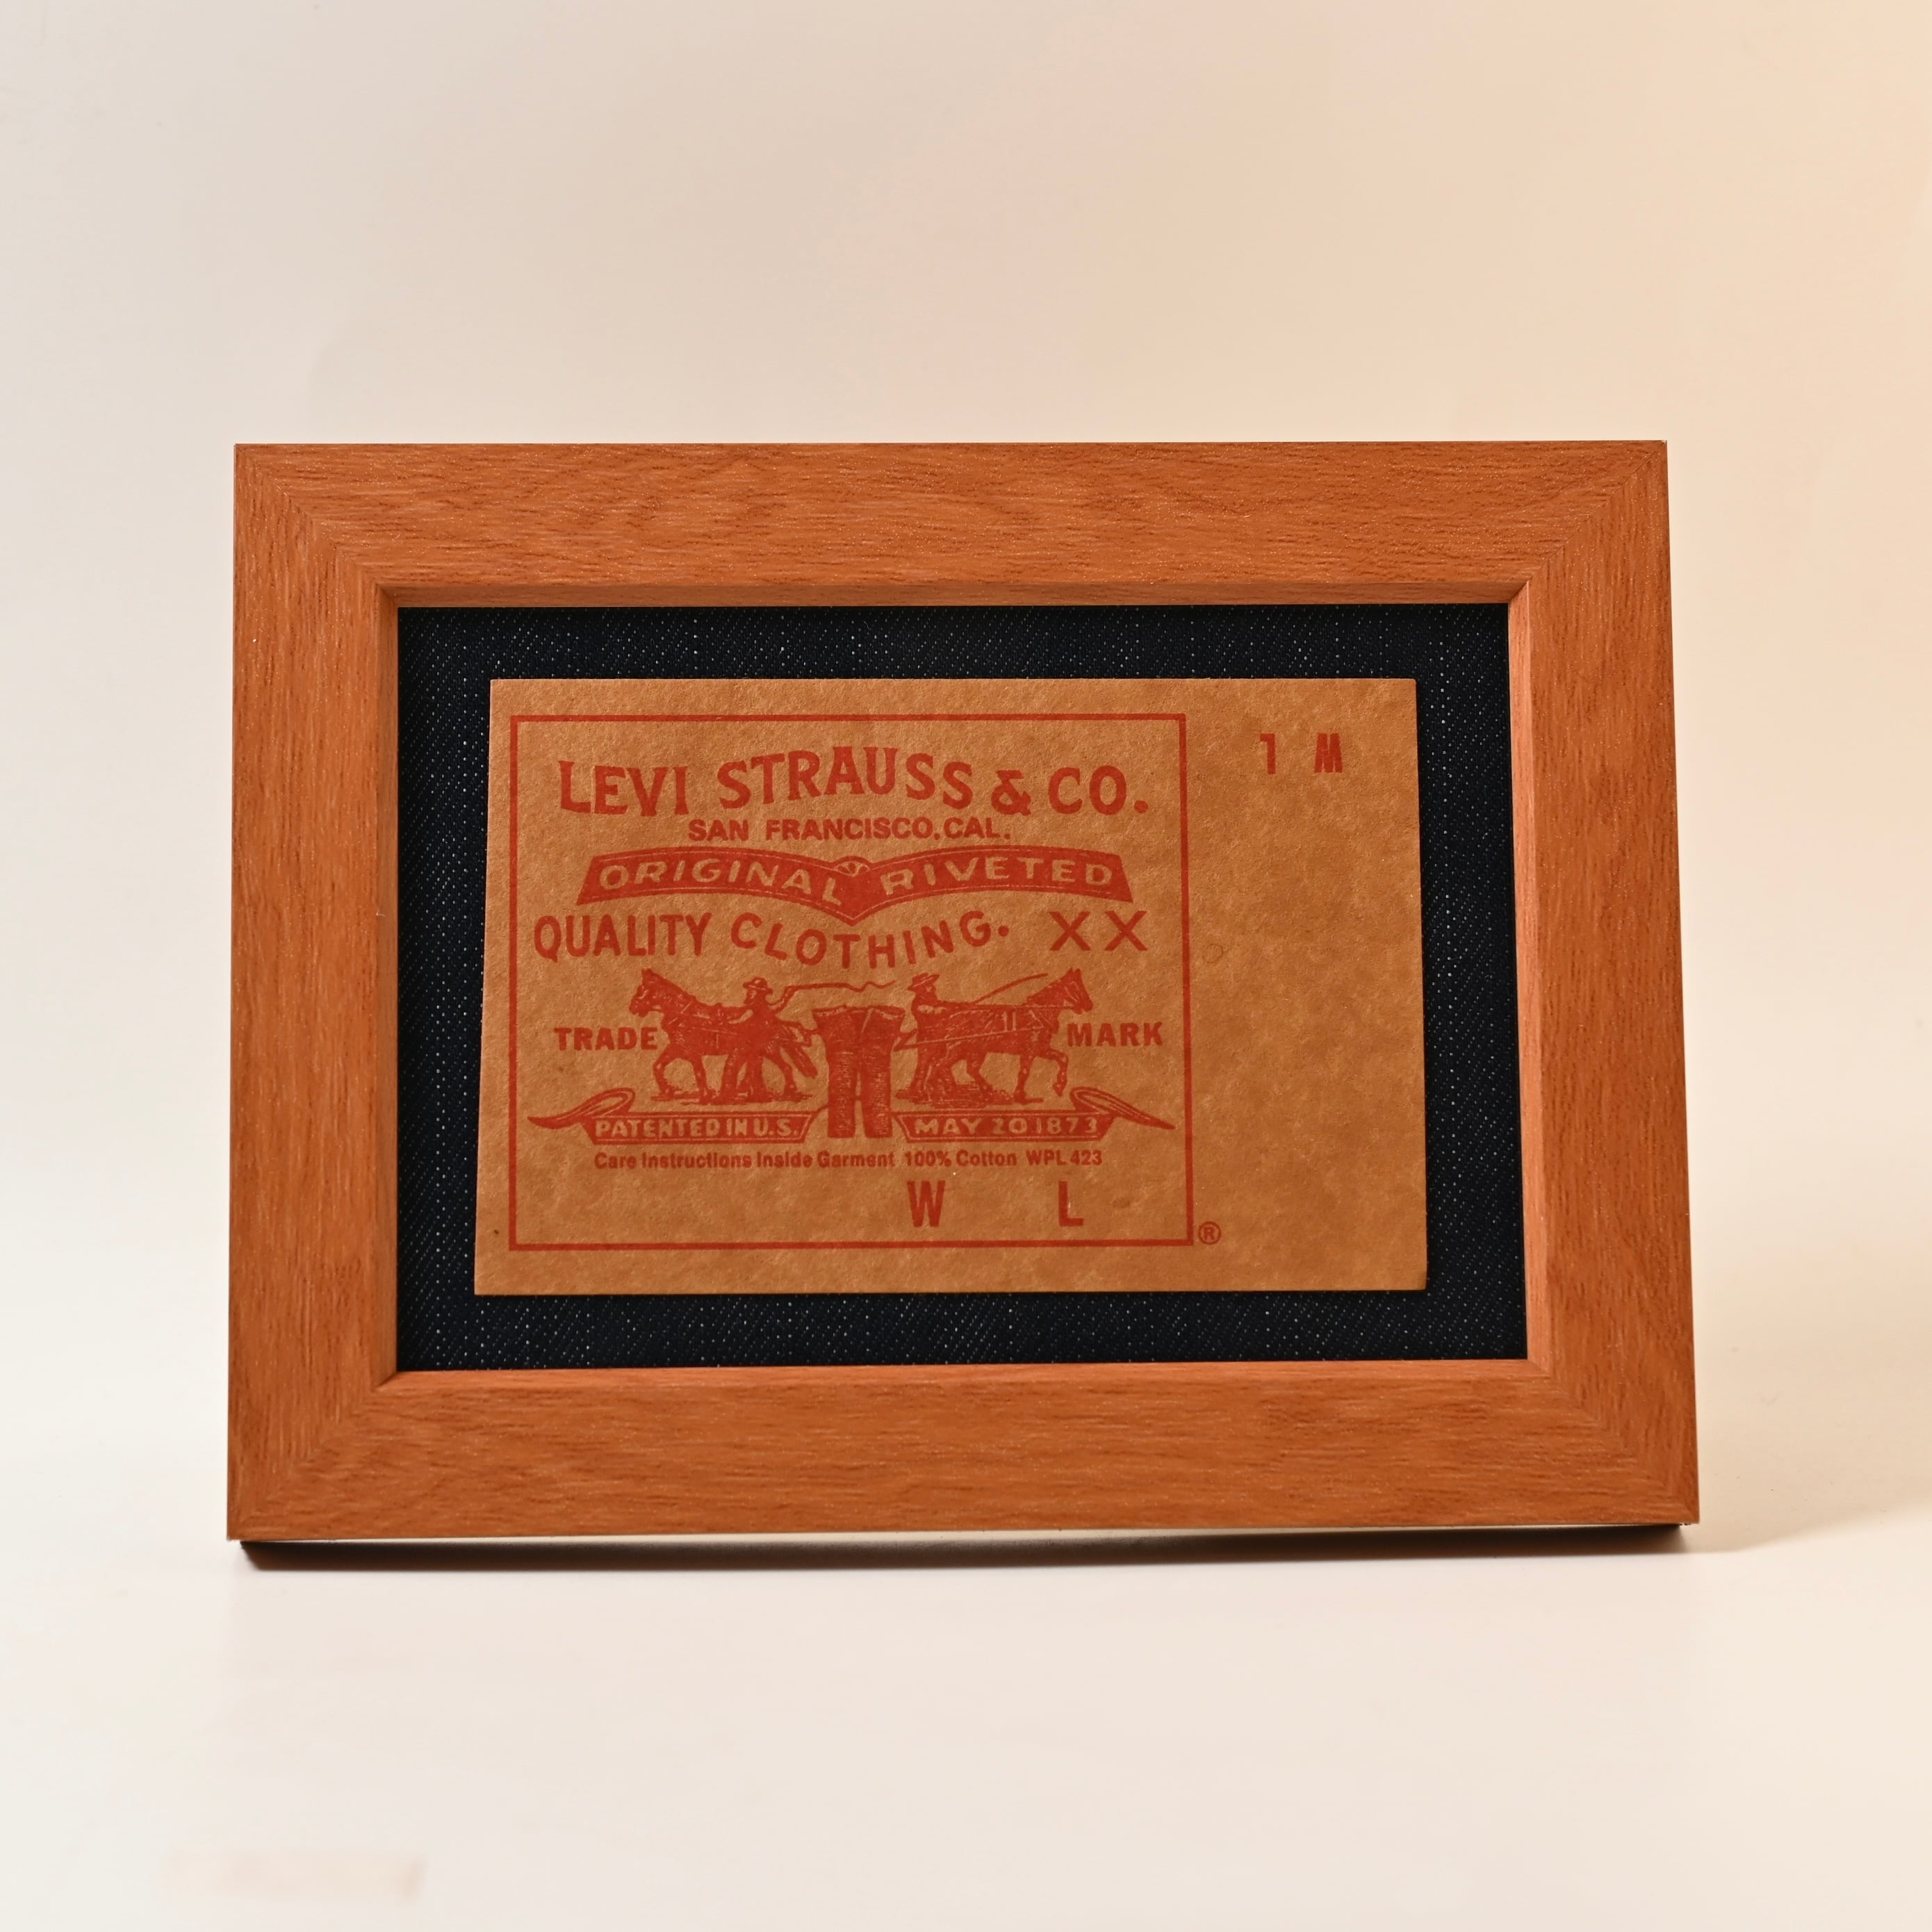 LEVI STRAUSS & CO.
SAN FRANCISCO, CAL.
ORIGINAL RIVETED
QUALITY CLOTHING. XX
TRADE MARK
PATENTED IN U.S. MAY 20 1873
Care Instructions Inside Garment 100% Cotton WPL 423
W L
®
W L